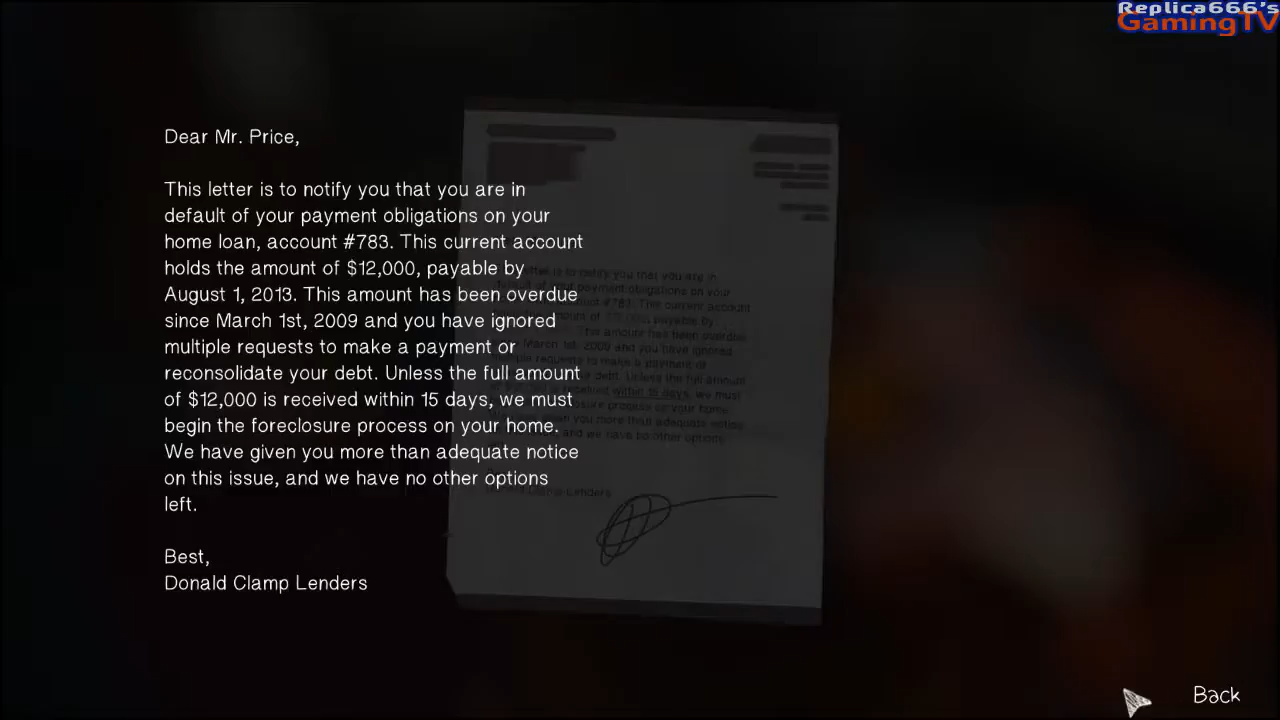 Replica666's
GamingTV
Dear Mr. Price,
This letter is to notify you that you are in
default of your payment obligations on your
home loan, account #783. This current account
holds the amount of $12,000, payable by
August 1, 2013. This amount has been overdue
since March 1st, 2009 and you have ignored
multiple requests to make a payment or
reconsolidate your debt. Unless the full amount
of $12,000 is received within 15 days, we must
begin the foreclosure process on your home.
We have given you more than adequate notice
on this issue, and we have no other options
left.
Best,
Donald Clamp Lenders
Back